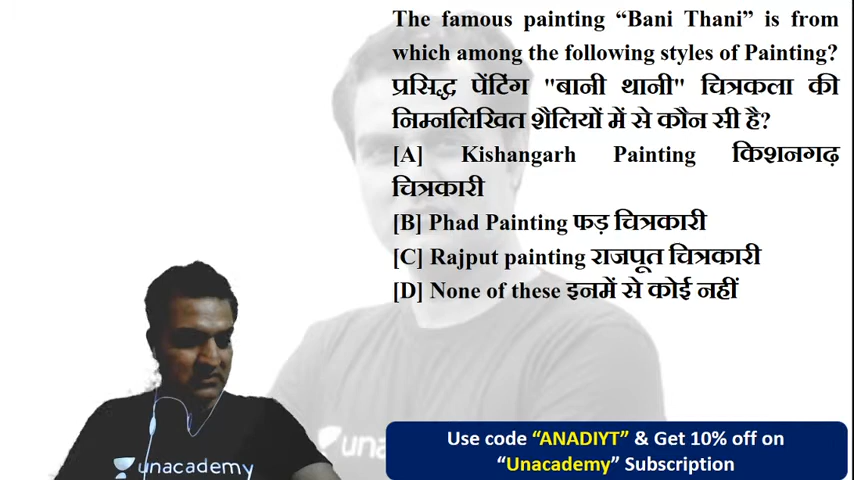 The famous painting “Bani Thani” is from
which among the following styles of Painting?
प्रसिद्ध पेंटिंग "बानी थानी" चित्रकला की
निम्नलिखित शैलियों में से कौन सी है?
[A] Kishangarh Painting किशनगढ़
चित्रकारी
[B] Phad Painting फड़ चित्रकारी
[C] Rajput painting राजपूत चित्रकारी
[D] None of these इनमें से कोई नहीं
Use code “ANADIYT” & Get 10% off on
“Unacademy” Subscription
unacademy
una